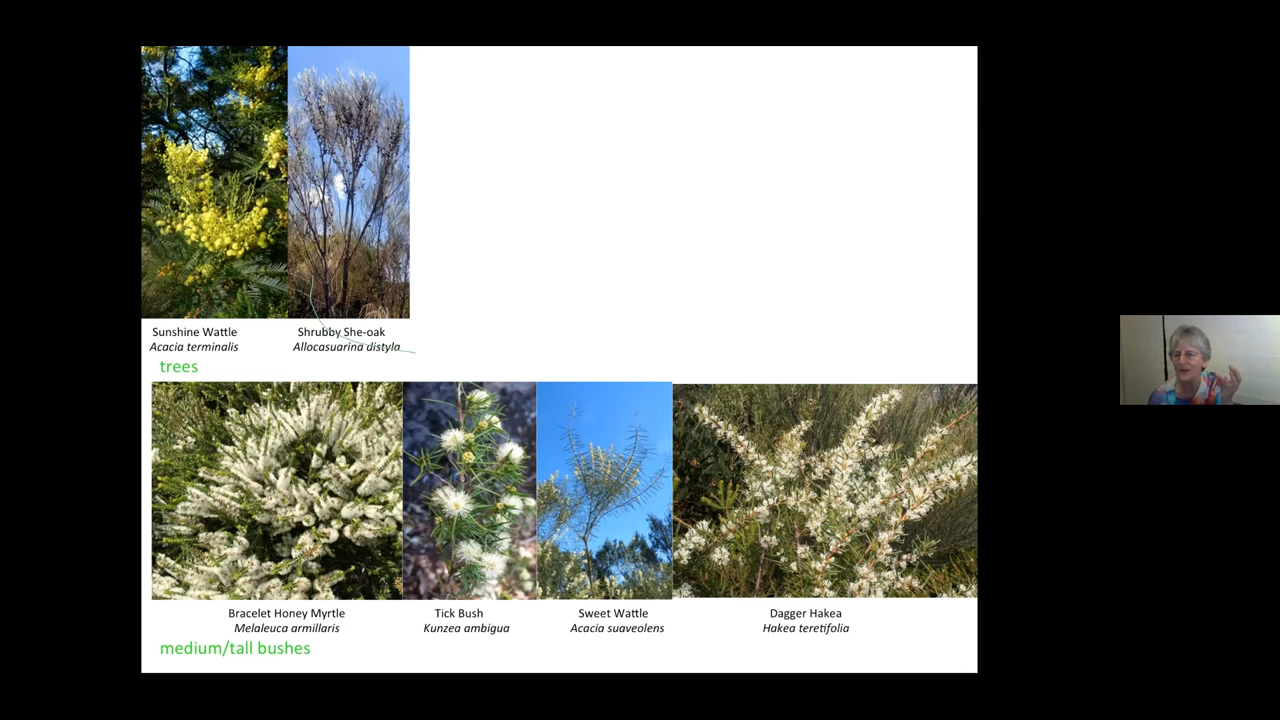 Sunshine Wattle
Acacia terminalis
Shrubby She-oak
Allocasuarina distyla
trees
Bracelet Honey Myrtle
Melaleuca armillaris
Tick Bush
Kunzea ambigua
Sweet Wattle
Acacia suaveolens
Dagger Hakea
Hakea teretifolia
medium/tall bushes